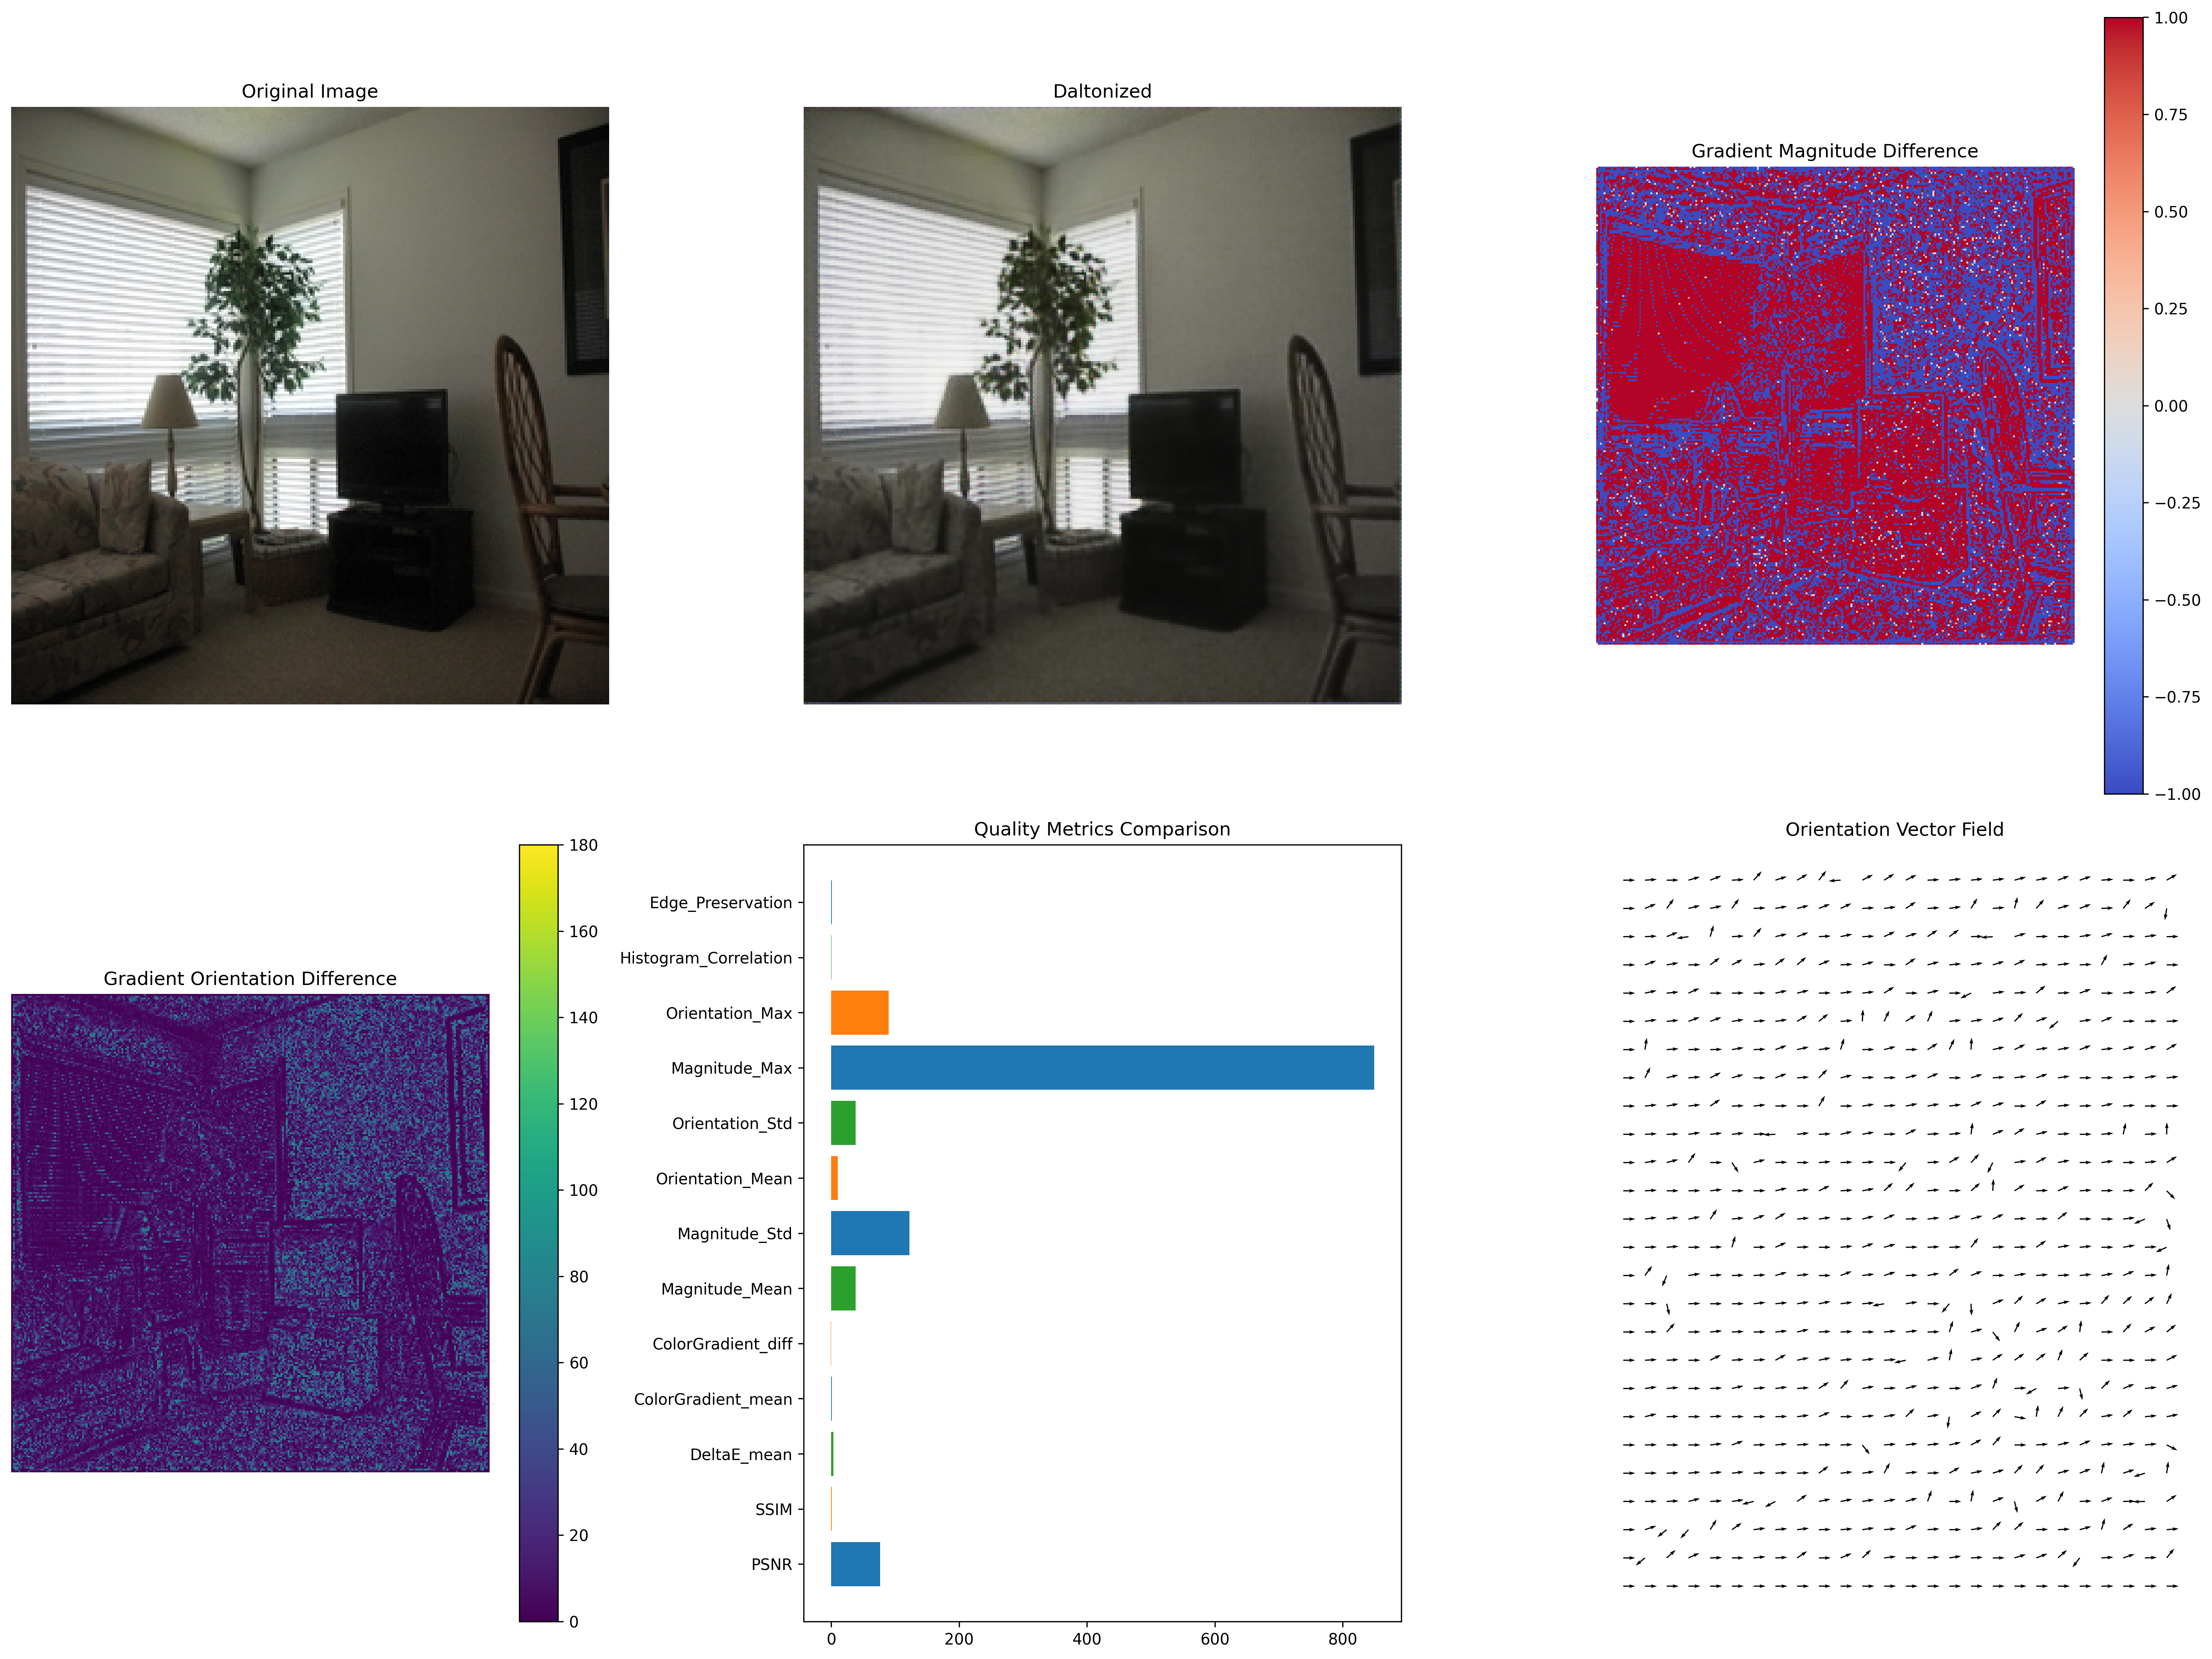 Original Image
Daltonized
Gradient Magnitude Difference
1.00
0.75
0.50
0.25
0.00
−0.25
−0.50
−0.75
−1.00
Gradient Orientation Difference
180
160
140
120
100
80
60
40
20
0
Quality Metrics Comparison
Edge_Preservation
Histogram_Correlation
Orientation_Max
Magnitude_Max
Orientation_Std
Orientation_Mean
Magnitude_Std
Magnitude_Mean
ColorGradient_diff
ColorGradient_mean
DeltaE_mean
SSIM
PSNR
0 200 400 600 800
Orientation Vector Field